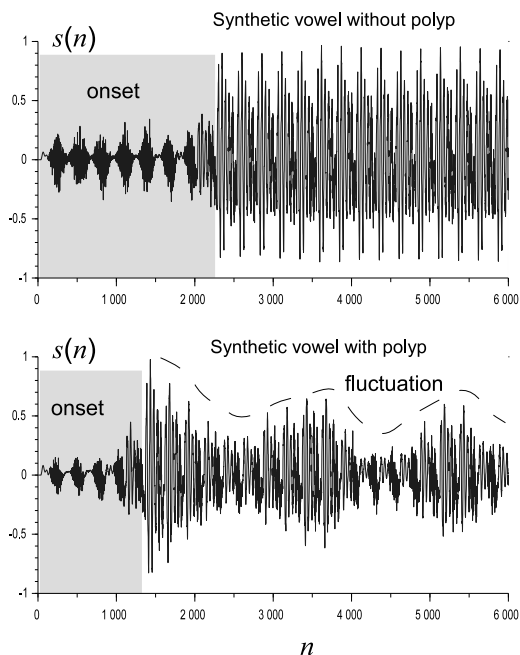 Synthetic vowel without polyp
s(n)
1
onset
0.5
0
-0.5
-1
0 1 000 2 000 3 000 4 000 5 000 6 000
s(n)
Synthetic vowel with polyp
1
fluctuation
onset
0.5
0
-0.5
-1
0 1 000 2 000 3 000 4 000 5 000 6 000
n